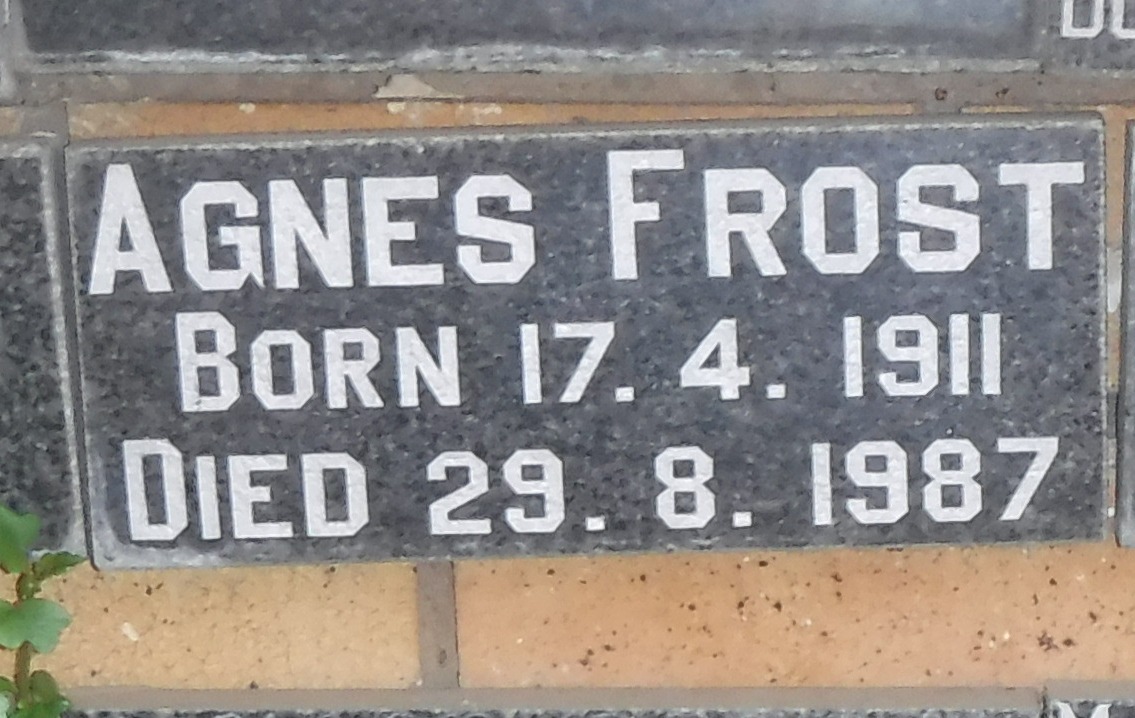 AGNES FROST
BORN 17. 4. 1911
DIED 29. 8. 1987